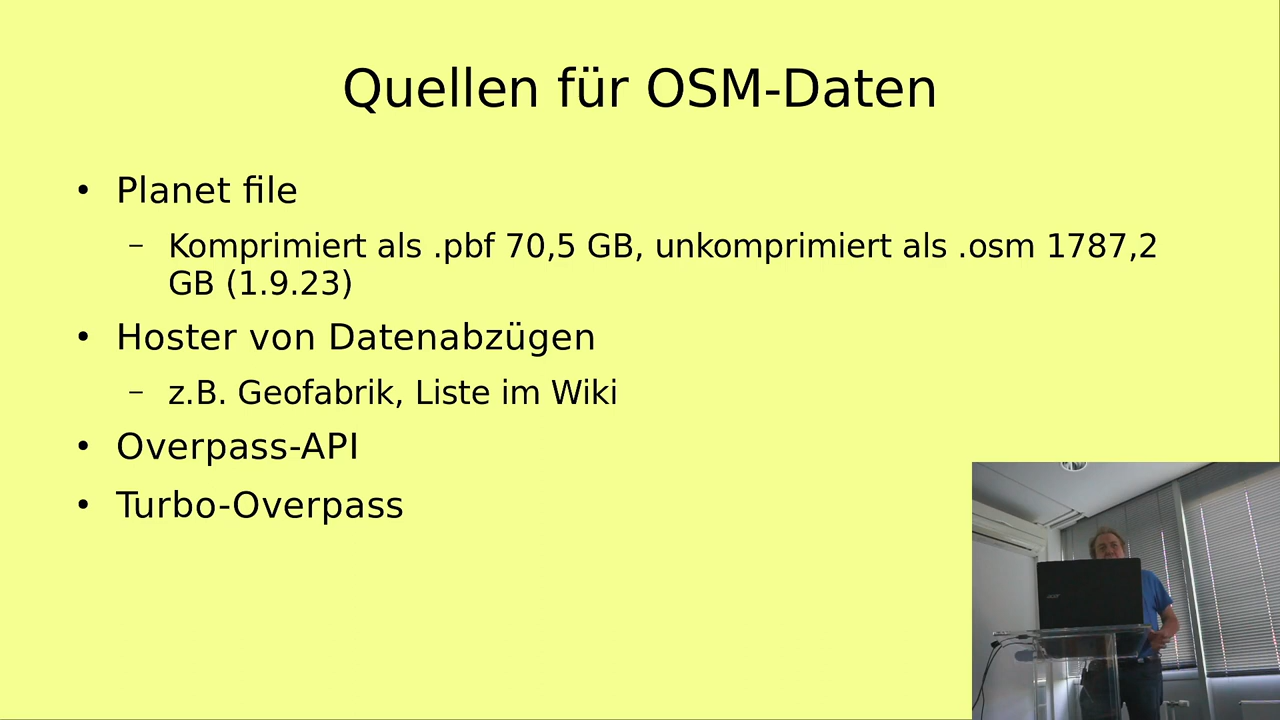 Quellen für OSM-Daten
• Planet file
– Komprimiert als .pbf 70,5 GB, unkomprimiert als .osm 1787,2
GB (1.9.23)
• Hoster von Datenabzügen
– z.B. Geofabrik, Liste im Wiki
• Overpass-API
• Turbo-Overpass